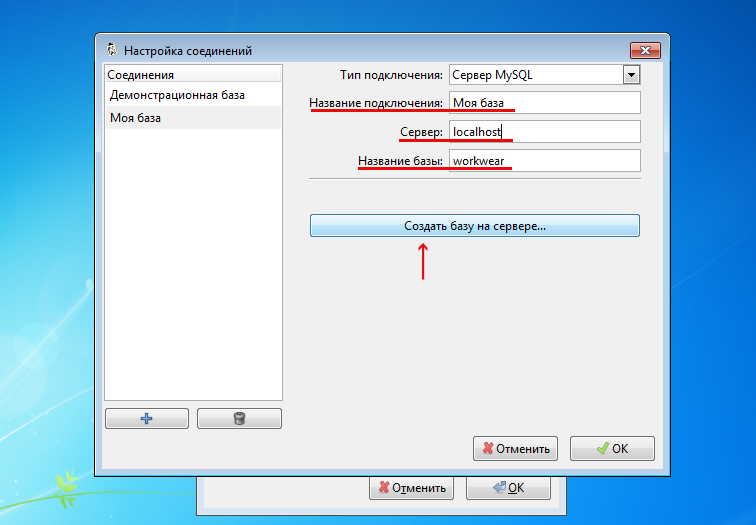 Настройка соединений
Соединения
Демонстрационная база
Моя база
Тип подключения: Сервер MySQL
Название подключения: Моя база
Сервер: localhost
Название базы: workwear
Создать базу на сервере...
Отменить
OK
Отменить
OK